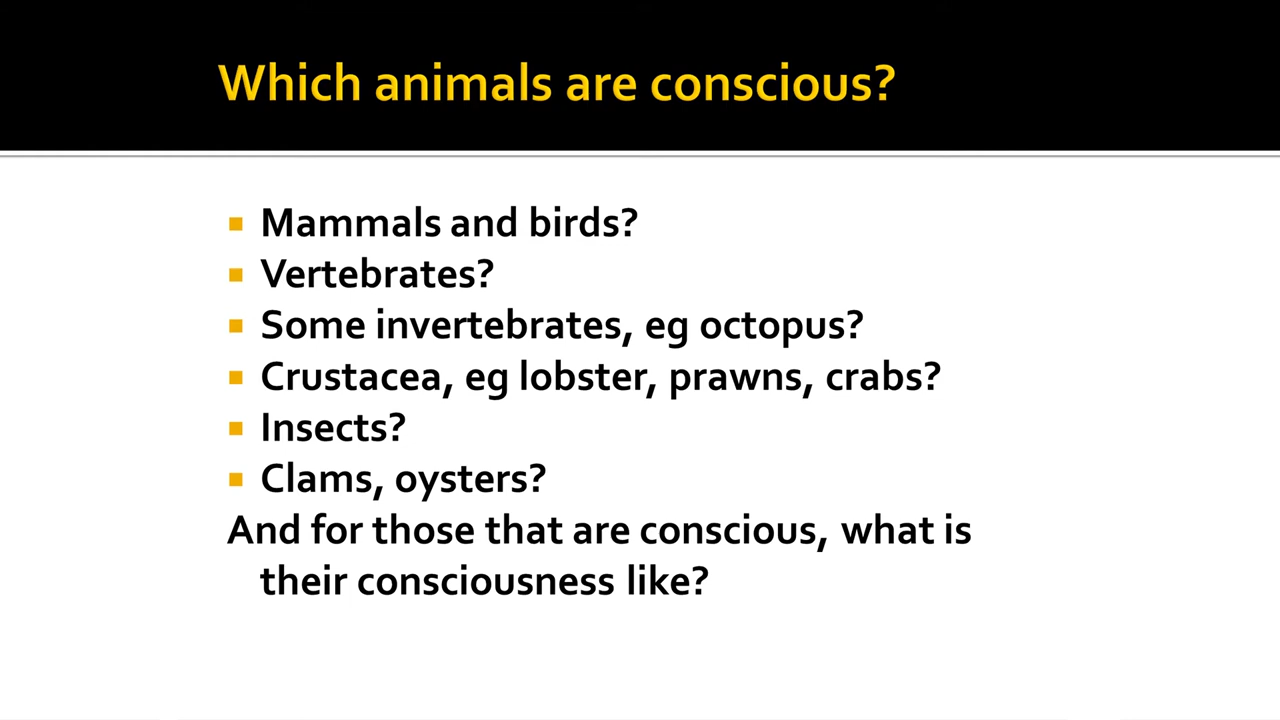 Which animals are conscious?
▪ Mammals and birds?
▪ Vertebrates?
▪ Some invertebrates, eg octopus?
▪ Crustacea, eg lobster, prawns, crabs?
▪ Insects?
▪ Clams, oysters?
And for those that are conscious, what is
their consciousness like?